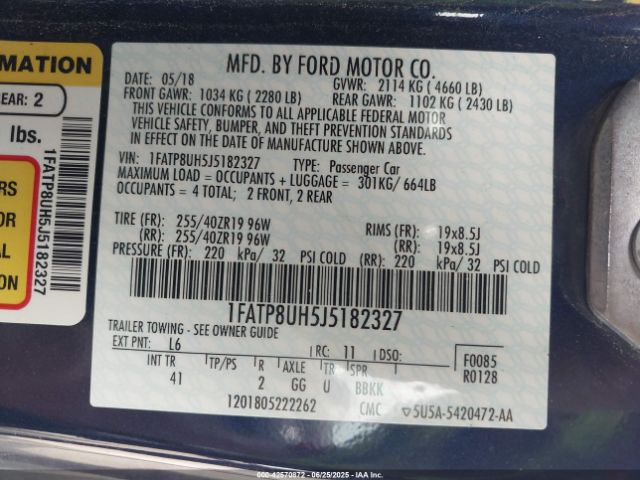 MATION
REAR: 2
lbs.
RS
OR
AL
ION
1FATP8UH5J5182327
MFD. BY FORD MOTOR CO.
05/18
GVWR: 2114 KG (4660 LB)
FRONT GAWR: 1034 KG (2280 LB)
REAR GAWR: 1102 KG (2430 LB)
THIS VEHICLE CONFORMS TO ALL APPLICABLE FEDERAL MOTOR
VEHICLE SAFETY, BUMPER, AND THEFT PREVENTION STANDARDS
IN EFFECT ON THE DATE OF MANUFACTURE SHOWN ABOVE.
VIN: 1FATP8UH5J5182327 TYPE: Passenger Car
MAXIMUM LOAD = OCCUPANTS + LUGGAGE = 301KG/ 664LB
OCCUPANTS = 4 TOTAL; 2 FRONT, 2 REAR
TIRE (FR): 255/40ZR19 96W RIMS (FR): 19x8.5J
(RR): 255/40ZR19 96W (RR): 19x8.5J
PRESSURE (FR): 220 kPa/ 32 PSI COLD (RR): 220 kPa/ 32 PSI COLD
1FATP8UH5J5182327
TRAILER TOWING - SEE OWNER GUIDE
EXT PNT: L6 RC: 11 DSO: F0085
INT TR TP/PS R AXLE TR SPR R0128
41 2 GG U BBKK
1201805222262 CMC 5U5A-5420472-AA
000-42570872 - IAAI - 06/25/2025 - COPART